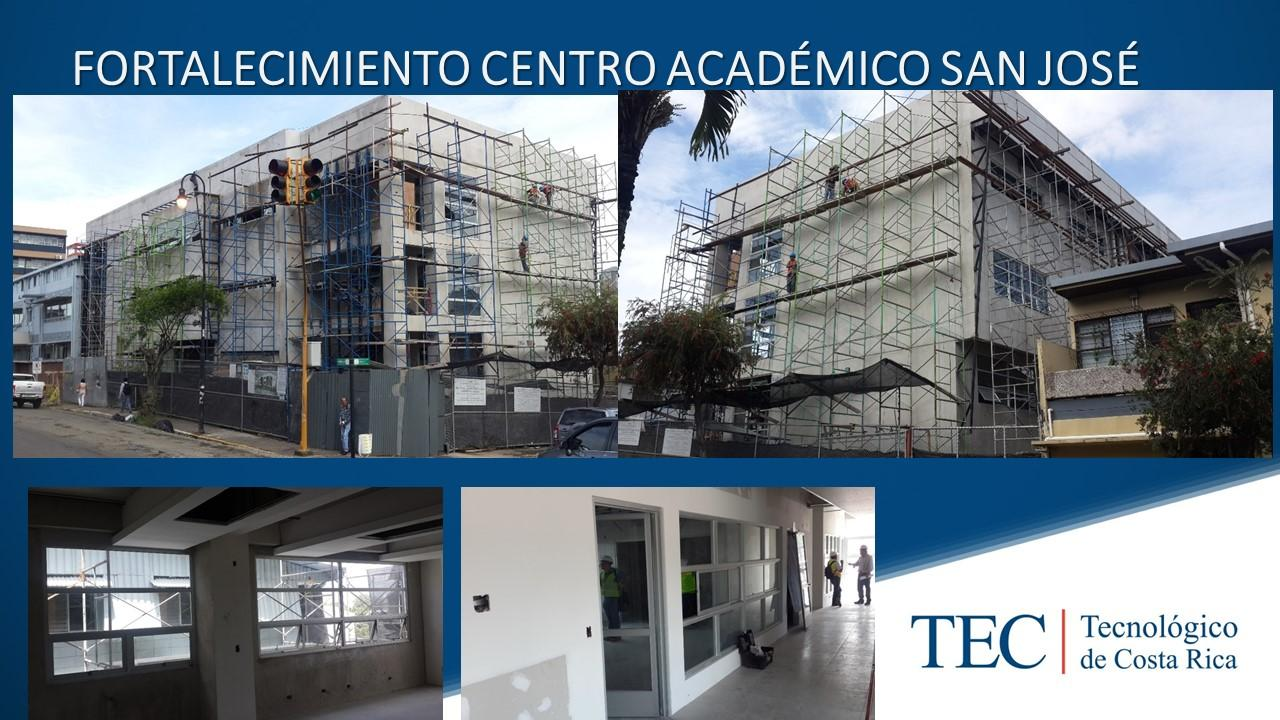 FORTALECIMIENTO CENTRO ACADÉMICO SAN JOSÉ
TEC
Tecnológico
de Costa Rica